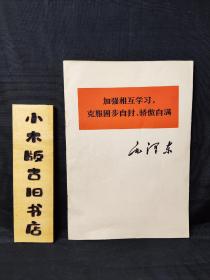 加强相互学习，
克服固步自封、骄傲自满
毛泽东
小木版古旧书店